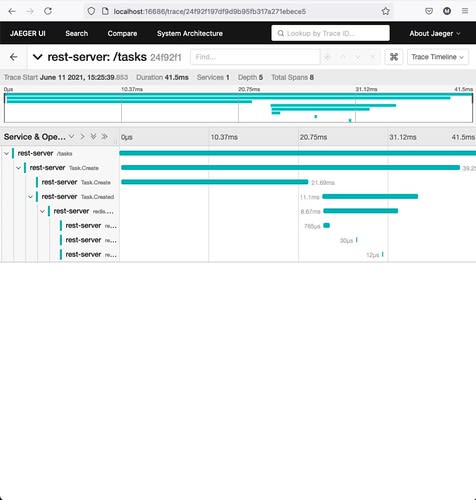 localhost:16686/trace/24f92f197df9d9b95fb317a271ebece5
JAEGER UI Search Compare System Architecture Lookup by Trace ID... About Jaeger
rest-server: /tasks 24f92f1 Find... ⌘ Trace Timeline
Trace Start June 11 2021, 15:25:39.853 Duration 41.5ms Services 1 Depth 5 Total Spans 8
0μs 10.37ms 20.75ms 31.12ms 41.5ms
Service & Ope... 0μs 10.37ms 20.75ms 31.12ms 41.5ms
rest-server /tasks
rest-server Task.Create
rest-server Task.Create 21.69ms
rest-server Task.Created 11.1ms
rest-server redis.... 8.67ms
rest-server re... 765μs
rest-server re... 30μs
rest-server re... 12μs